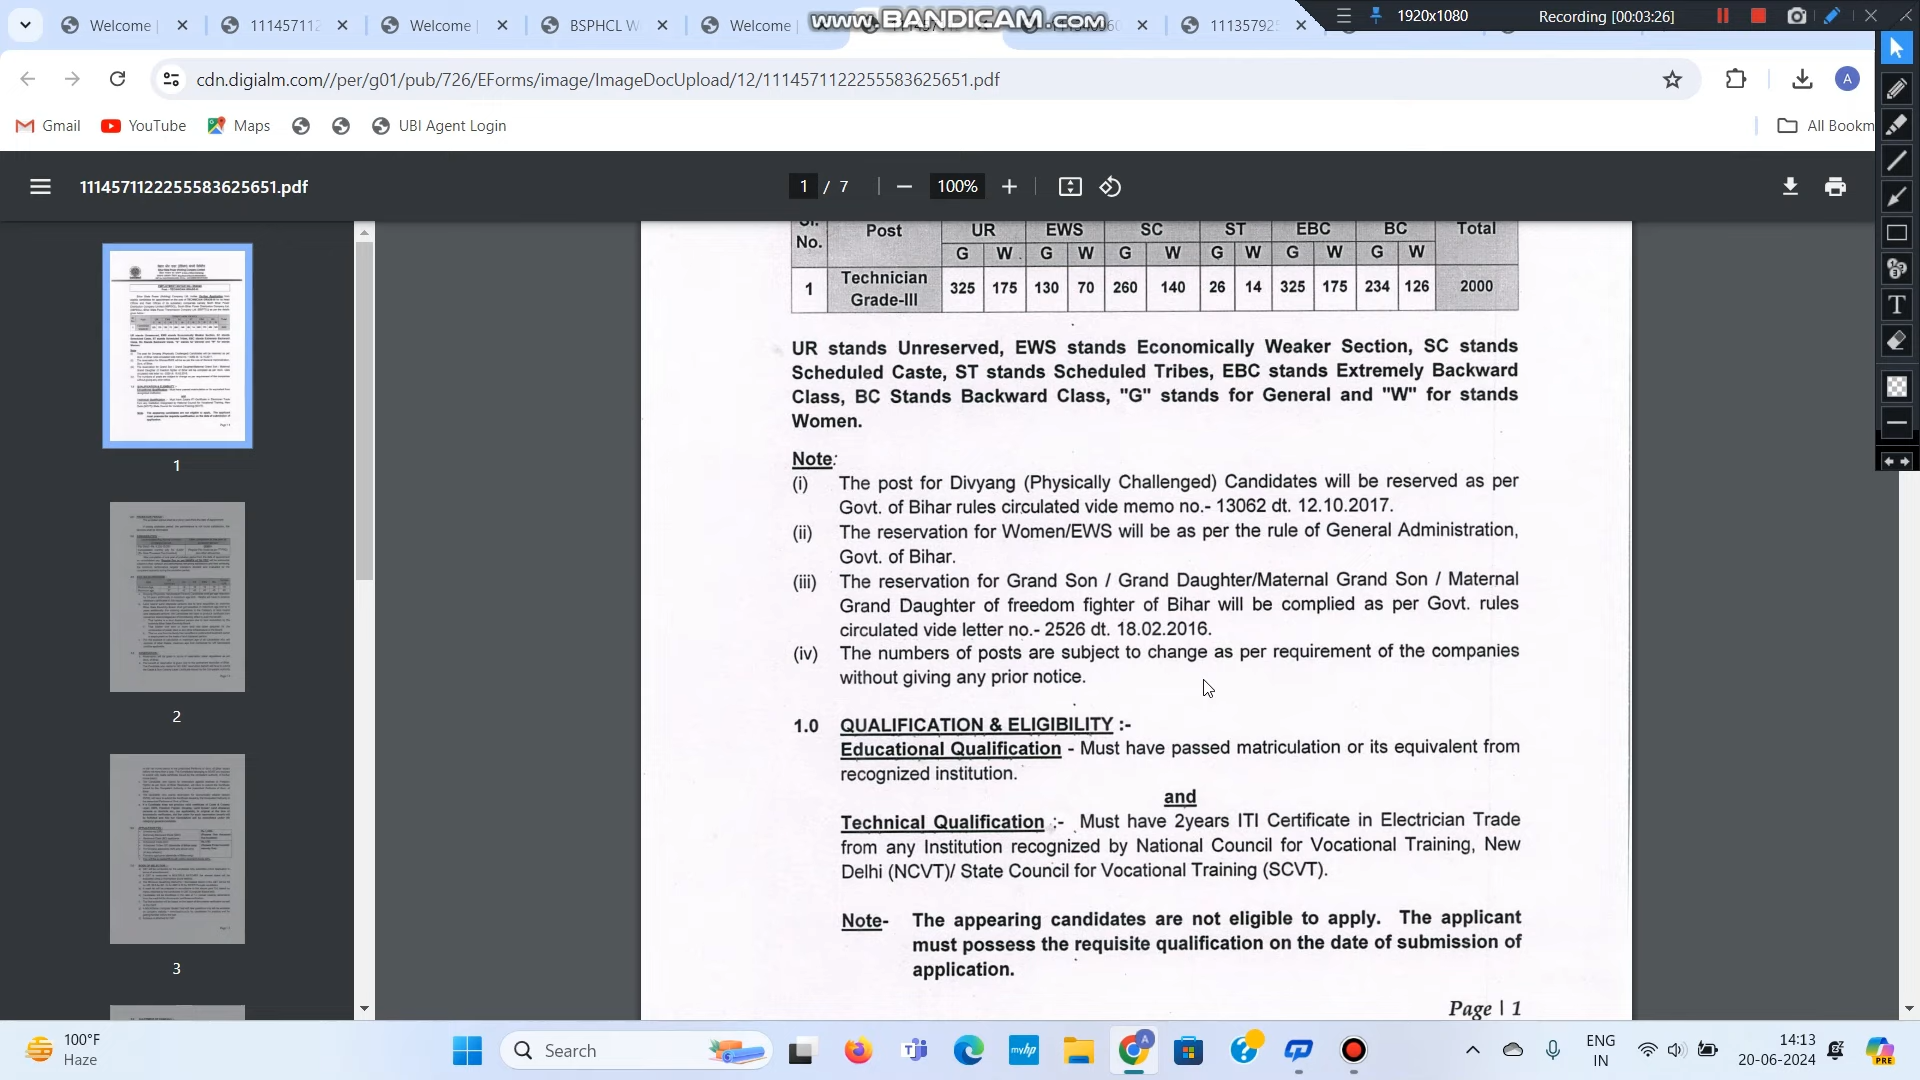 Welcome
111457112
Welcome
BSPHCL W
Welcome
www.BANDICAM.com
11135792
1920x1080
Recording [00:03:26]
cdn.digialm.com//per/g01/pub/726/EForms/image/ImageDocUpload/12/1114571122255583625651.pdf
A
Gmail
YouTube
Maps
UBI Agent Login
All Bookm
1114571122255583625651.pdf
1 / 7
100%
No. Post UR EWS SC ST EBC BC Total
G W G W G W G W G W G W
1 Technician Grade-III 325 175 130 70 260 140 26 14 325 175 234 126 2000
UR stands Unreserved, EWS stands Economically Weaker Section, SC stands
Scheduled Caste, ST stands Scheduled Tribes, EBC stands Extremely Backward
Class, BC Stands Backward Class, "G" stands for General and "W" for stands
Women.
Note:
(i) The post for Divyang (Physically Challenged) Candidates will be reserved as per
Govt. of Bihar rules circulated vide memo no.- 13062 dt. 12.10.2017.
(ii) The reservation for Women/EWS will be as per the rule of General Administration,
Govt. of Bihar.
(iii) The reservation for Grand Son / Grand Daughter/Maternal Grand Son / Maternal
Grand Daughter of freedom fighter of Bihar will be complied as per Govt. rules
circulated vide letter no.- 2526 dt. 18.02.2016.
(iv) The numbers of posts are subject to change as per requirement of the companies
without giving any prior notice.
1.0 QUALIFICATION & ELIGIBILITY :-
Educational Qualification - Must have passed matriculation or its equivalent from
recognized institution.
and
Technical Qualification :- Must have 2years ITI Certificate in Electrician Trade
from any Institution recognized by National Council for Vocational Training, New
Delhi (NCVT)/ State Council for Vocational Training (SCVT).
Note- The appearing candidates are not eligible to apply. The applicant
must possess the requisite qualification on the date of submission of
application.
Page | 1
1
2
3
100°F
Haze
Search
ENG
IN
14:13
20-06-2024